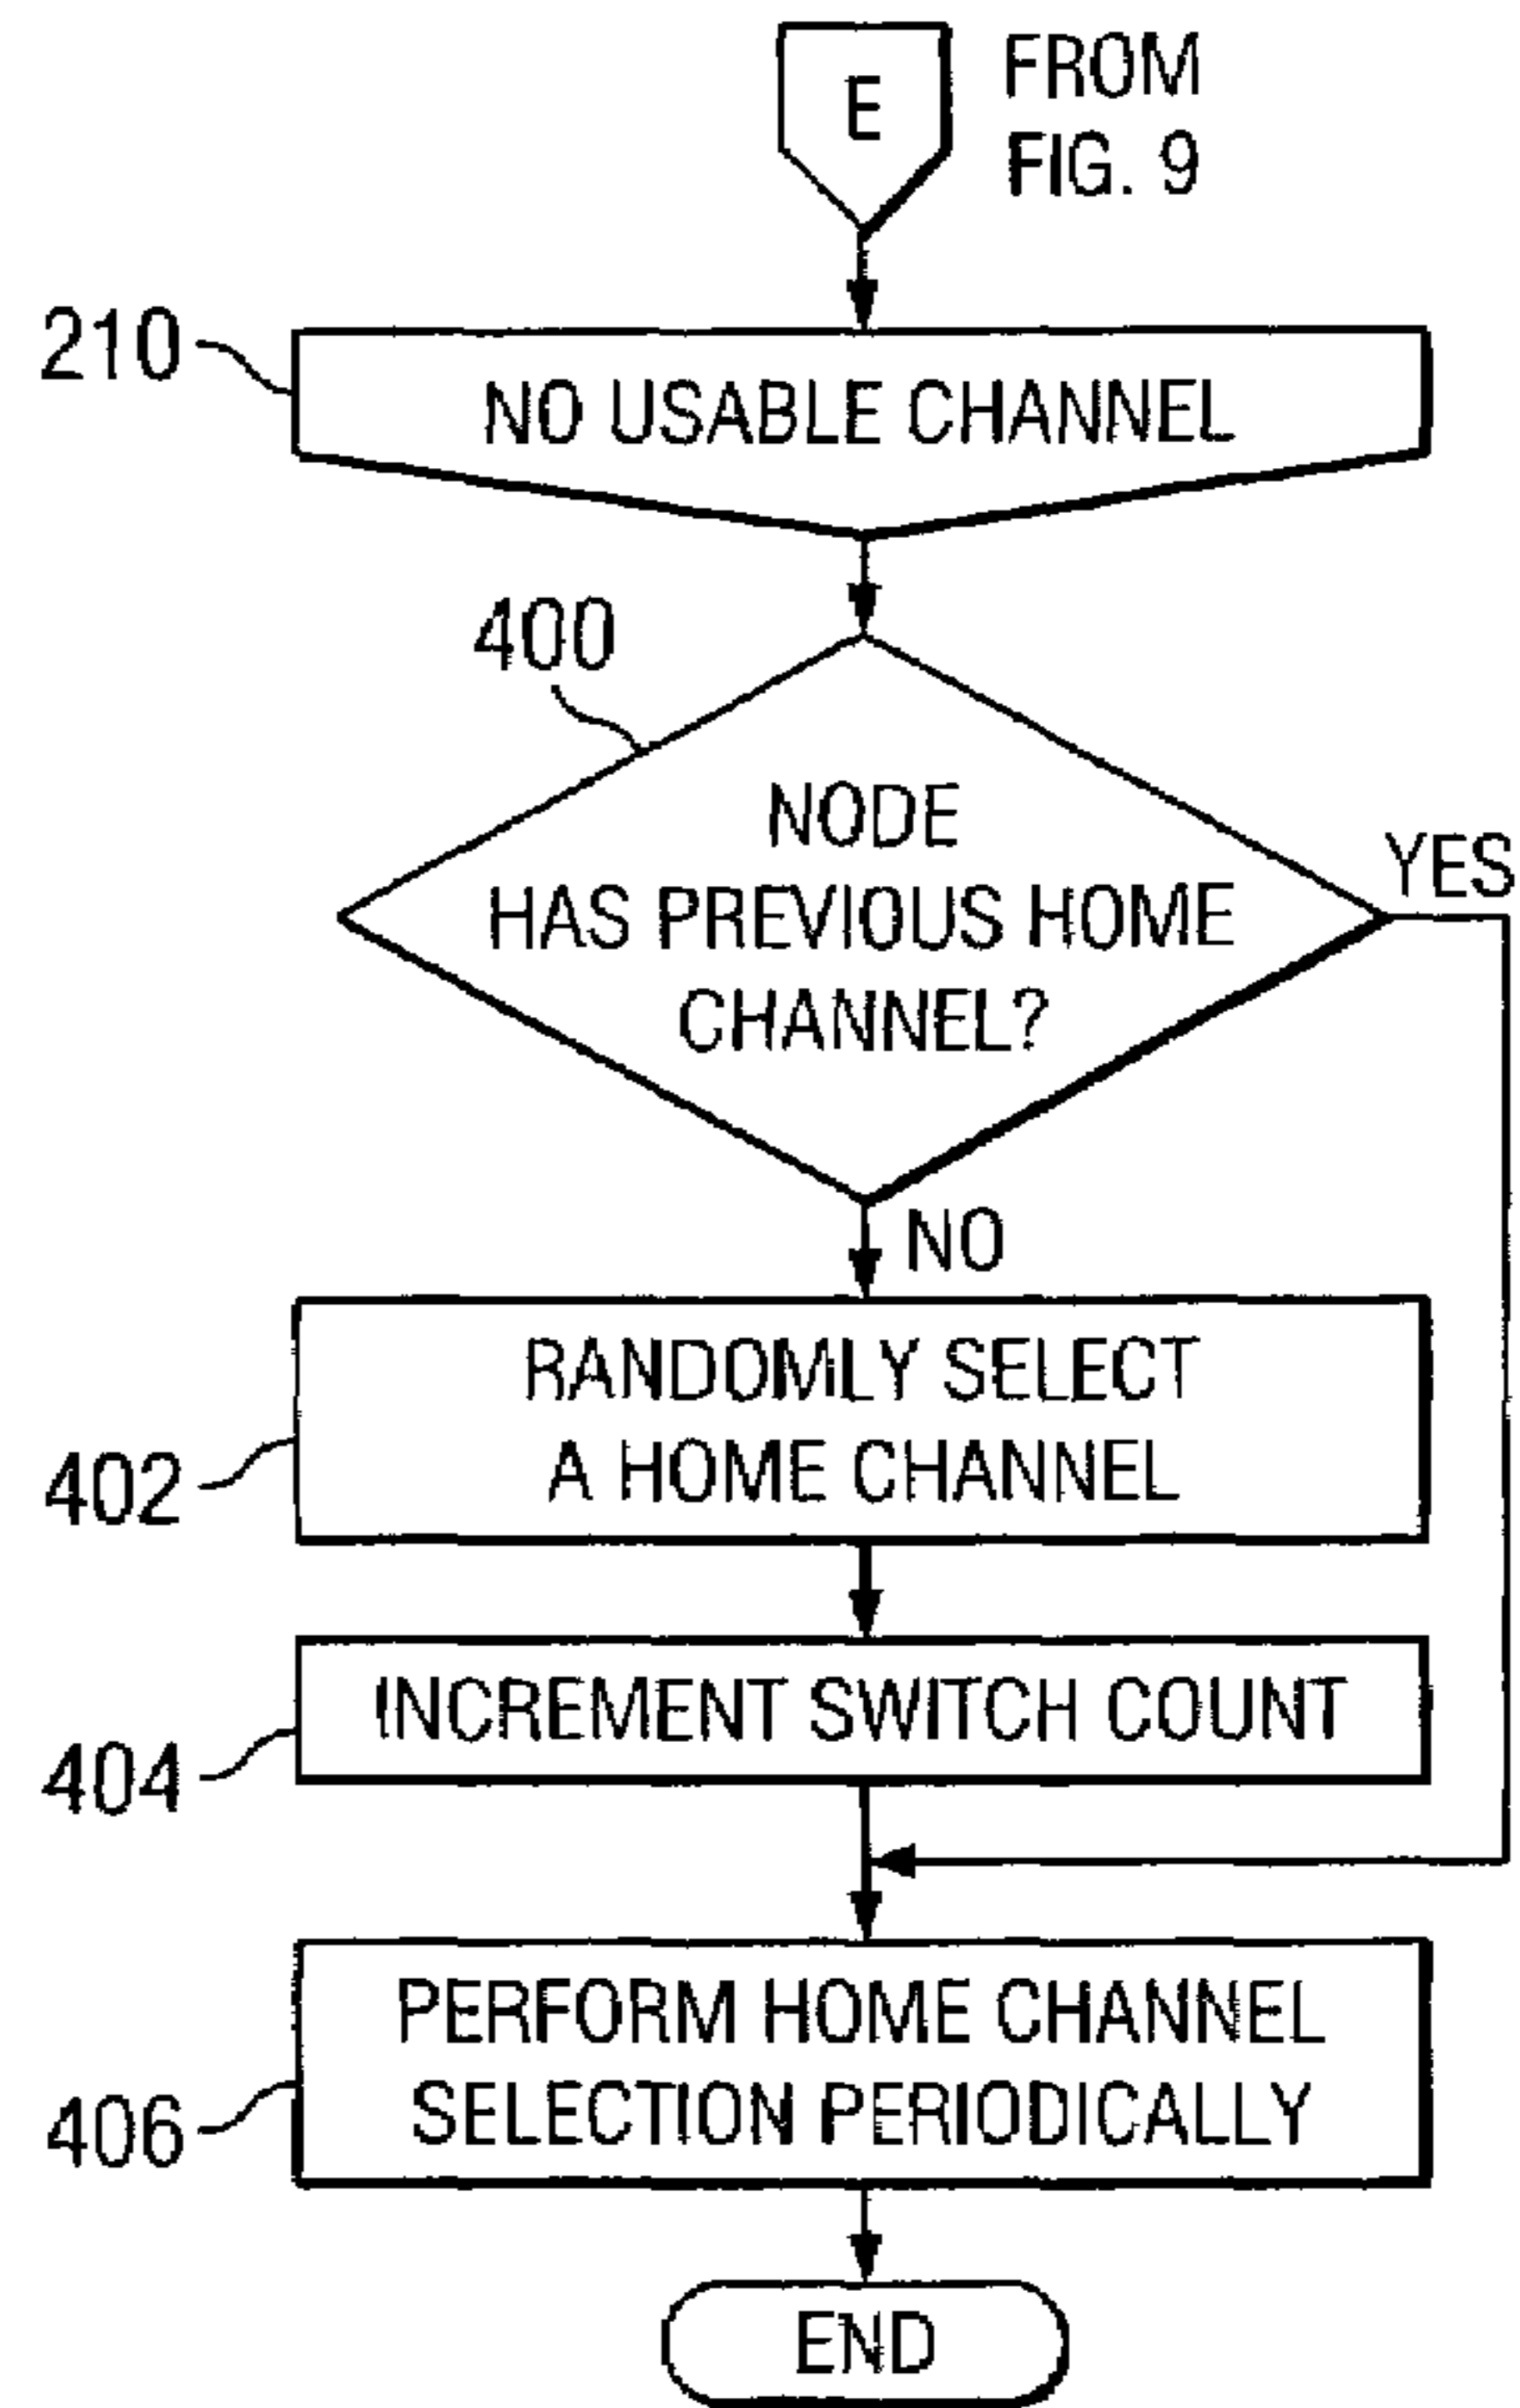 E
FROM
FIG. 9
210
NO USABLE CHANNEL
400
NODE
HAS PREVIOUS HOME
CHANNEL?
YES
NO
RANDOMLY SELECT
A HOME CHANNEL
402
INCREMENT SWITCH COUNT
404
PERFORM HOME CHANNEL
SELECTION PERIODICALLY
406
END